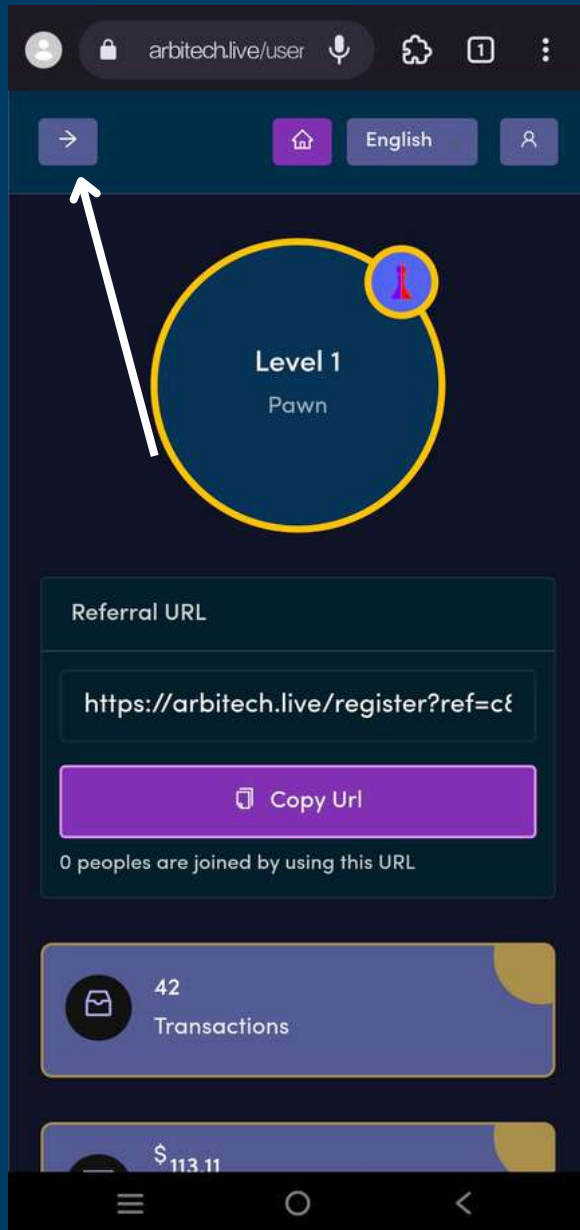 arbitech.live/user
1
English
Level 1
Pawn
Referral URL
https://arbitech.live/register?ref=c8
Copy Url
0 peoples are joined by using this URL
42
Transactions
$113.11